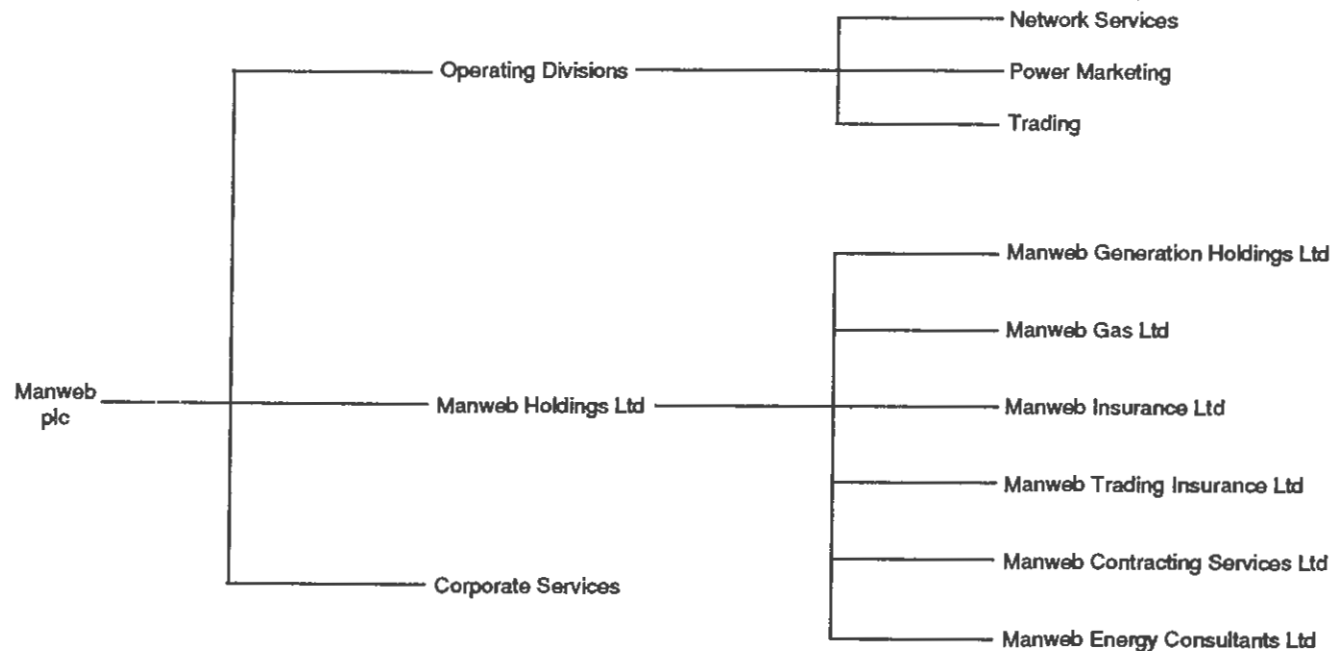 Network Services
Operating Divisions
Power Marketing
Trading
Manweb Generation Holdings Ltd
Manweb Gas Ltd
Manweb
plc
Manweb Holdings Ltd
Manweb Insurance Ltd
Manweb Trading Insurance Ltd
Manweb Contracting Services Ltd
Corporate Services
Manweb Energy Consultants Ltd